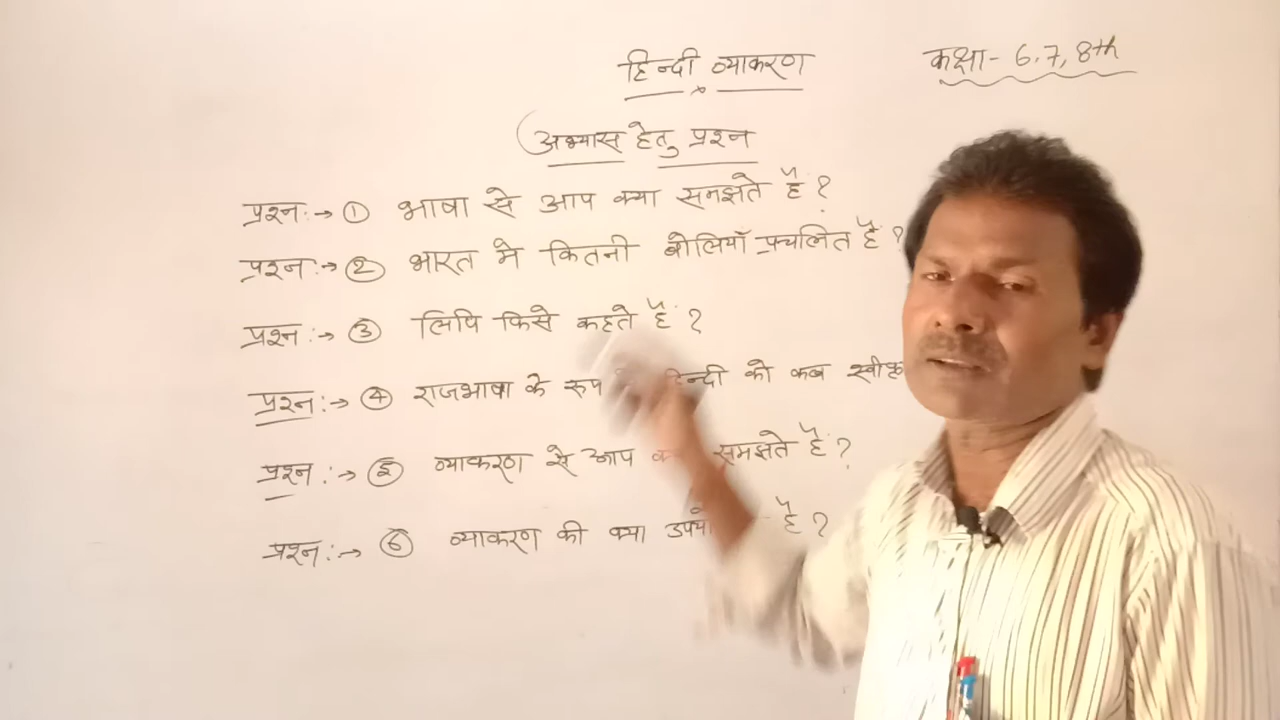 हिन्दी व्याकरण
कक्षा- 6,7,8th
अभ्यास हेतु प्रश्न
प्रश्नः→ ① भाषा से आप क्या समझते हैं ?
प्रश्नः→ ② भारत मे कितनी बोलियाँ प्रचलित हैं ?
प्रश्नः→ ③ लिपि किसे कहते हैं ?
प्रश्नः→ ④ राजभाषा के रूप हिन्दी को कब
प्रश्नः→ ⑤ व्याकरण से आप समझते हैं ?
प्रश्नः→ ⑥ व्याकरण की क्या हैं ?